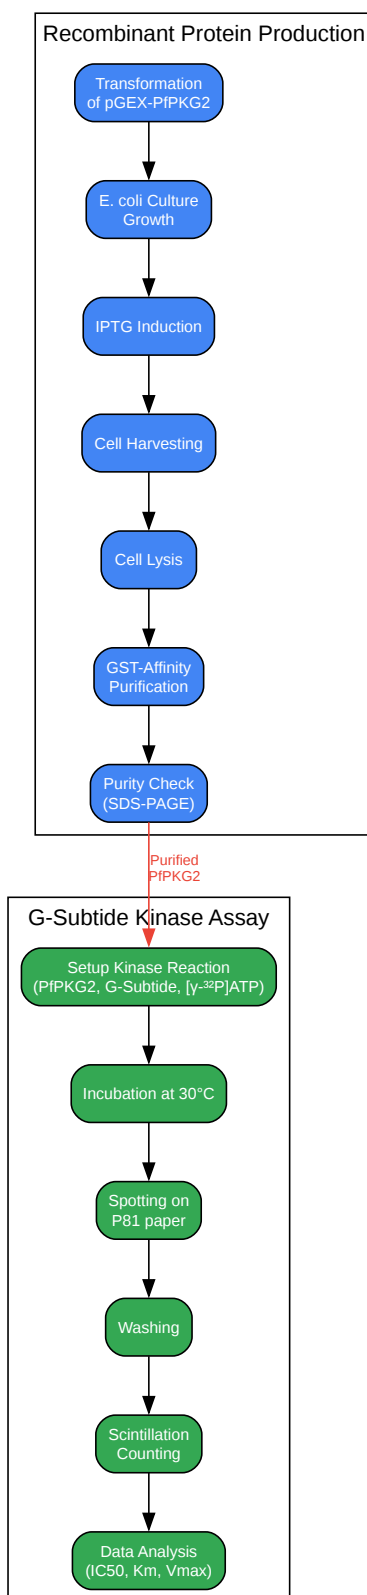 Recombinant Protein Production
Transformation
of pGEX-PfPKG2
E. coli Culture
Growth
IPTG Induction
Cell Harvesting
Cell Lysis
GST-Affinity
Purification
Purity Check
(SDS-PAGE)
Purified
PfPKG2
G-Subtide Kinase Assay
Setup Kinase Reaction
(PfPKG2, G-Subtide, [γ-³²P]ATP)
Incubation at 30°C
Spotting on
P81 paper
Washing
Scintillation
Counting
Data Analysis
(IC50, Km, Vmax)